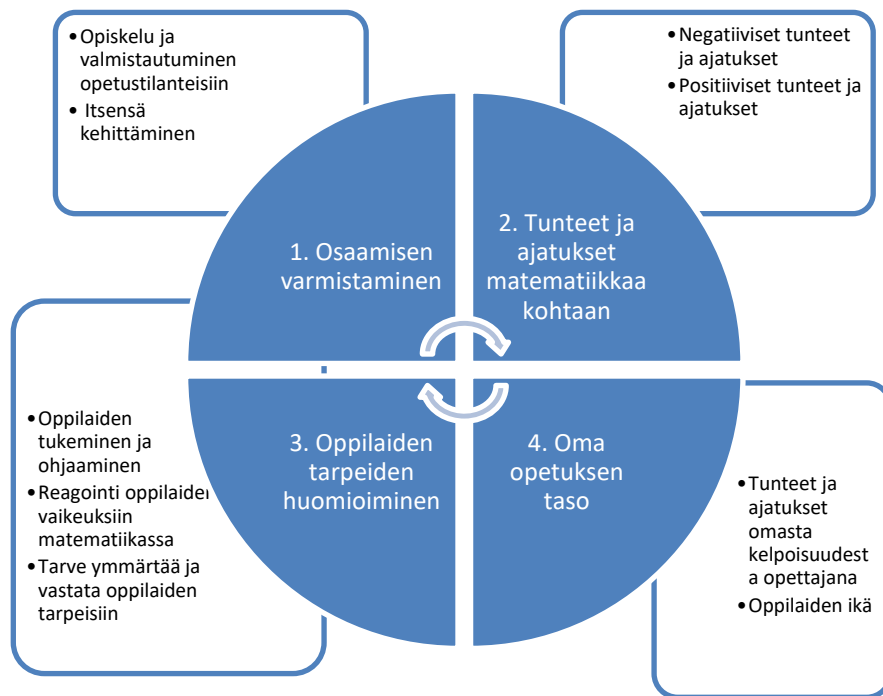 •Opiskelu ja
valmistautuminen
opetustilanteisiin
• Itsensä
kehittäminen
•Negatiiviset tunteet
ja ajatukset
•Positiiviset tunteet ja
ajatukset
1. Osaamisen
varmistaminen
2. Tunteet ja
ajatukset
matematiikkaa
kohtaan
•Oppilaiden
tukeminen ja
ohjaaminen
•Reagointi oppilaiden
vaikeuksiin
matematiikassa
•Tarve ymmärtää ja
vastata oppilaiden
tarpeisiin
3. Oppilaiden
tarpeiden
huomioiminen
4. Oma
opetuksen
taso
•Tunteet ja
ajatukset
omasta
kelpoisuudest
a opettajana
•Oppilaiden ikä